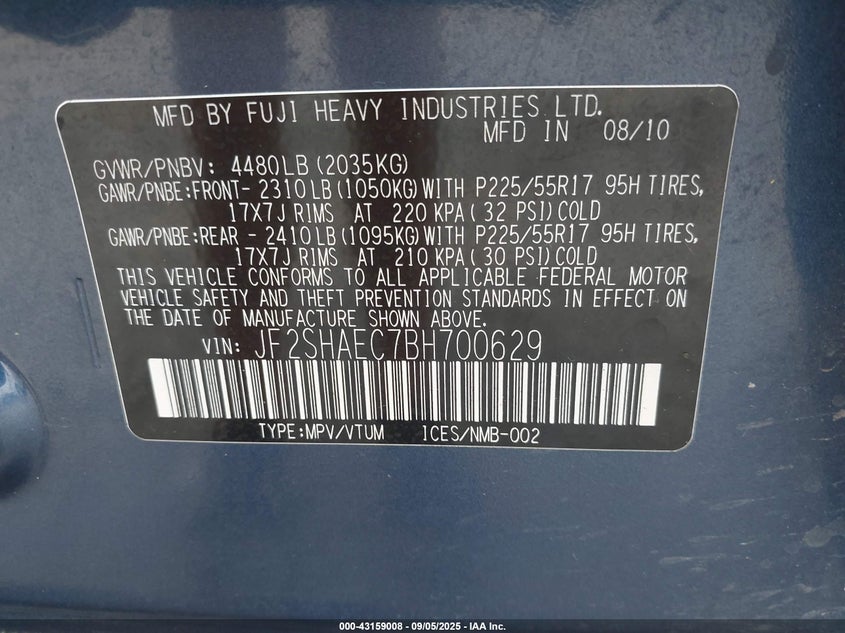 MFD BY FUJI HEAVY INDUSTRIES LTD.
MFD IN 08/10
GVWR/PNBV: 4480LB (2035KG)
GAWR/PNBE:FRONT- 2310LB (1050KG)WITH P225/55R17 95H TIRES,
17X7J RIMS AT 220 KPA( 32 PSI)COLD
GAWR/PNBE:REAR - 2410LB (1095KG)WITH P225/55R17 95H TIRES,
17X7J RIMS AT 210 KPA( 30 PSI)COLD
THIS VEHICLE CONFORMS TO ALL APPLICABLE FEDERAL MOTOR
VEHICLE SAFETY AND THEFT PREVENTION STANDARDS IN EFFECT ON
THE DATE OF MANUFACTURE SHOWN ABOVE.
VIN: JF2SHAEC7BH700629
TYPE:MPV/VTUM ICES/NMB-002
000-43159008 - 09/05/2025 - IAA Inc.